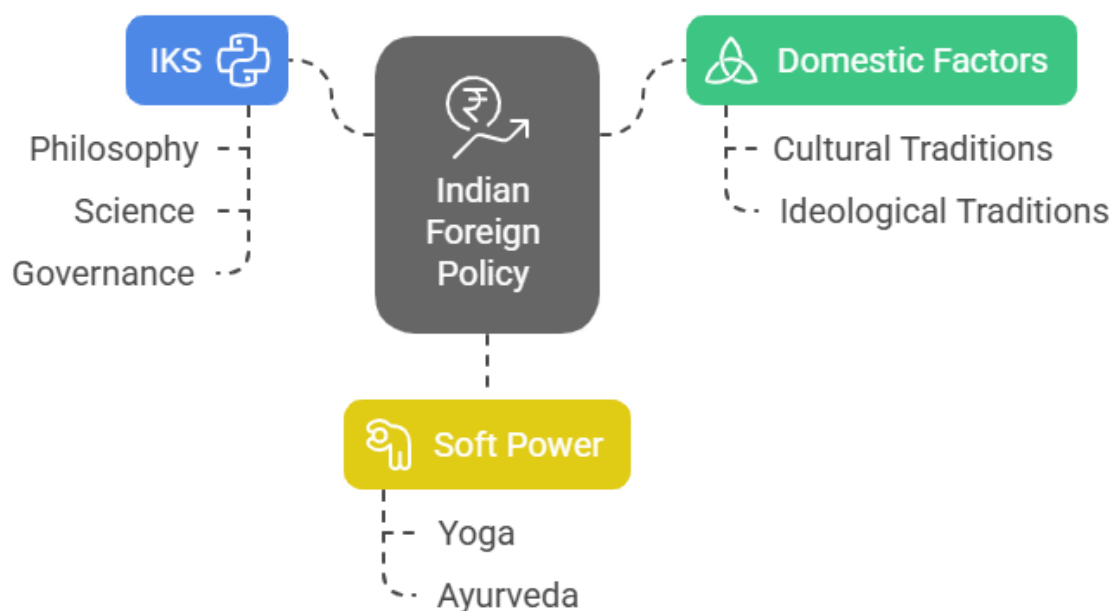 IKS
Philosophy
Science
Governance
₹
Indian
Foreign
Policy
Domestic Factors
Cultural Traditions
Ideological Traditions
Soft Power
Yoga
Ayurveda